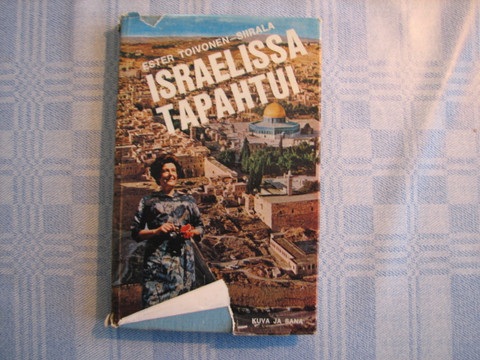 ESTER TOIVONEN-SIIRALA
ISRAELISSA
TAPAHTUI
KUVA JA SANA